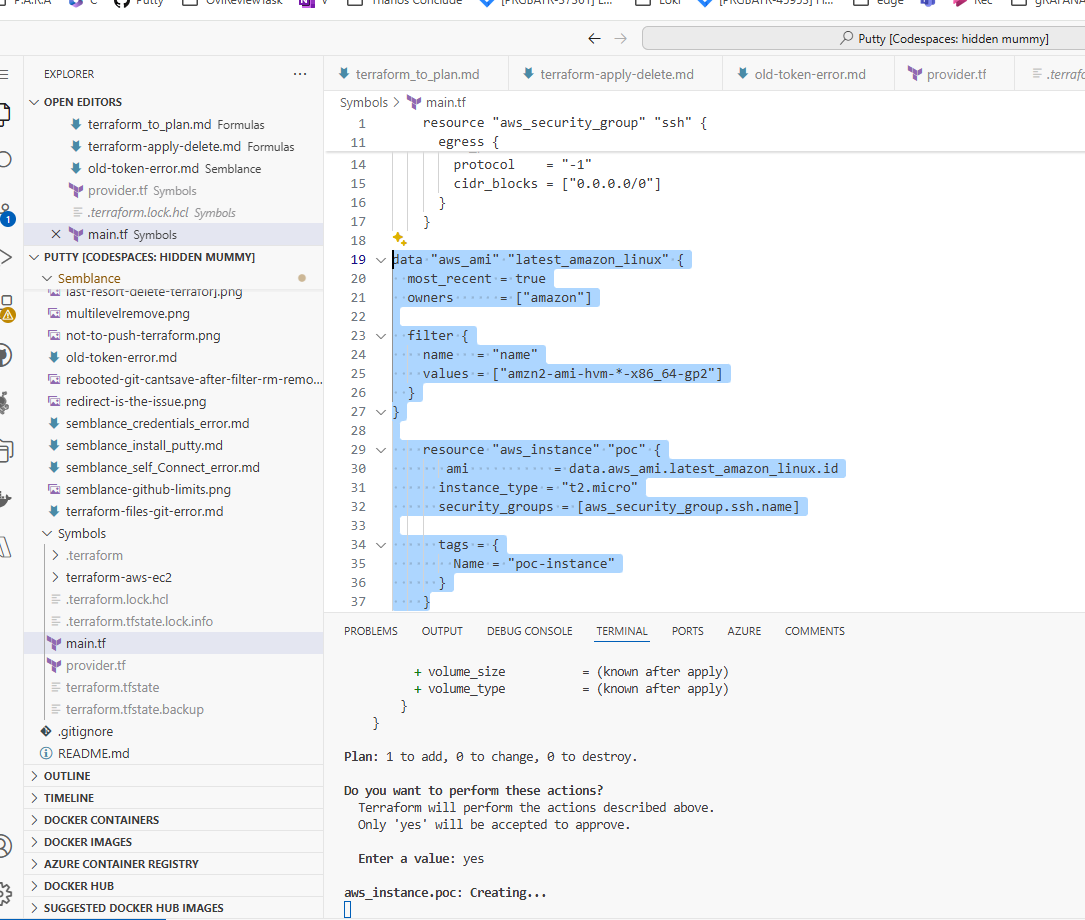 P.A.R.A
C
Putty
OviReviewTask
V
Thanos Conclude
Loki
edge
Rec
gRAFANA
Putty [Codespaces: hidden mummy]
EXPLORER
OPEN EDITORS
terraform_to_plan.md Formulas
terraform-apply-delete.md Formulas
old-token-error.md Semblance
provider.tf Symbols
.terraform.lock.hcl Symbols
main.tf Symbols
PUTTY [CODESPACES: HIDDEN MUMMY]
Semblance
last-resort-delete-terraforj.png
multilevelremove.png
not-to-push-terraform.png
old-token-error.md
rebooted-git-cantsave-after-filter-rm-remo...
redirect-is-the-issue.png
semblance_credentials_error.md
semblance_install_putty.md
semblance_self_Connect_error.md
semblance-github-limits.png
terraform-files-git-error.md
Symbols
.terraform
terraform-aws-ec2
.terraform.lock.hcl
.terraform.tfstate.lock.info
main.tf
provider.tf
terraform.tfstate
terraform.tfstate.backup
.gitignore
README.md
OUTLINE
TIMELINE
DOCKER CONTAINERS
DOCKER IMAGES
AZURE CONTAINER REGISTRY
DOCKER HUB
SUGGESTED DOCKER HUB IMAGES
1
terraform_to_plan.md
terraform-apply-delete.md
old-token-error.md
provider.tf
Symbols > main.tf
1 resource "aws_security_group" "ssh" {
11 egress {
14 protocol = "-1"
15 cidr_blocks = ["0.0.0.0/0"]
16 }
17 }
18
19 data "aws_ami" "latest_amazon_linux" {
20 most_recent = true
21 owners = ["amazon"]
22
23 filter {
24 name = "name"
25 values = ["amzn2-ami-hvm-*-x86_64-gp2"]
26 }
27 }
28
29 resource "aws_instance" "poc" {
30 ami = data.aws_ami.latest_amazon_linux.id
31 instance_type = "t2.micro"
32 security_groups = [aws_security_group.ssh.name]
33
34 tags = {
35 Name = "poc-instance"
36 }
37 }
PROBLEMS OUTPUT DEBUG CONSOLE TERMINAL PORTS AZURE COMMENTS
+ volume_size = (known after apply)
+ volume_type = (known after apply)
}
}
Plan: 1 to add, 0 to change, 0 to destroy.
Do you want to perform these actions?
Terraform will perform the actions described above.
Only 'yes' will be accepted to approve.
Enter a value: yes
aws_instance.poc: Creating...